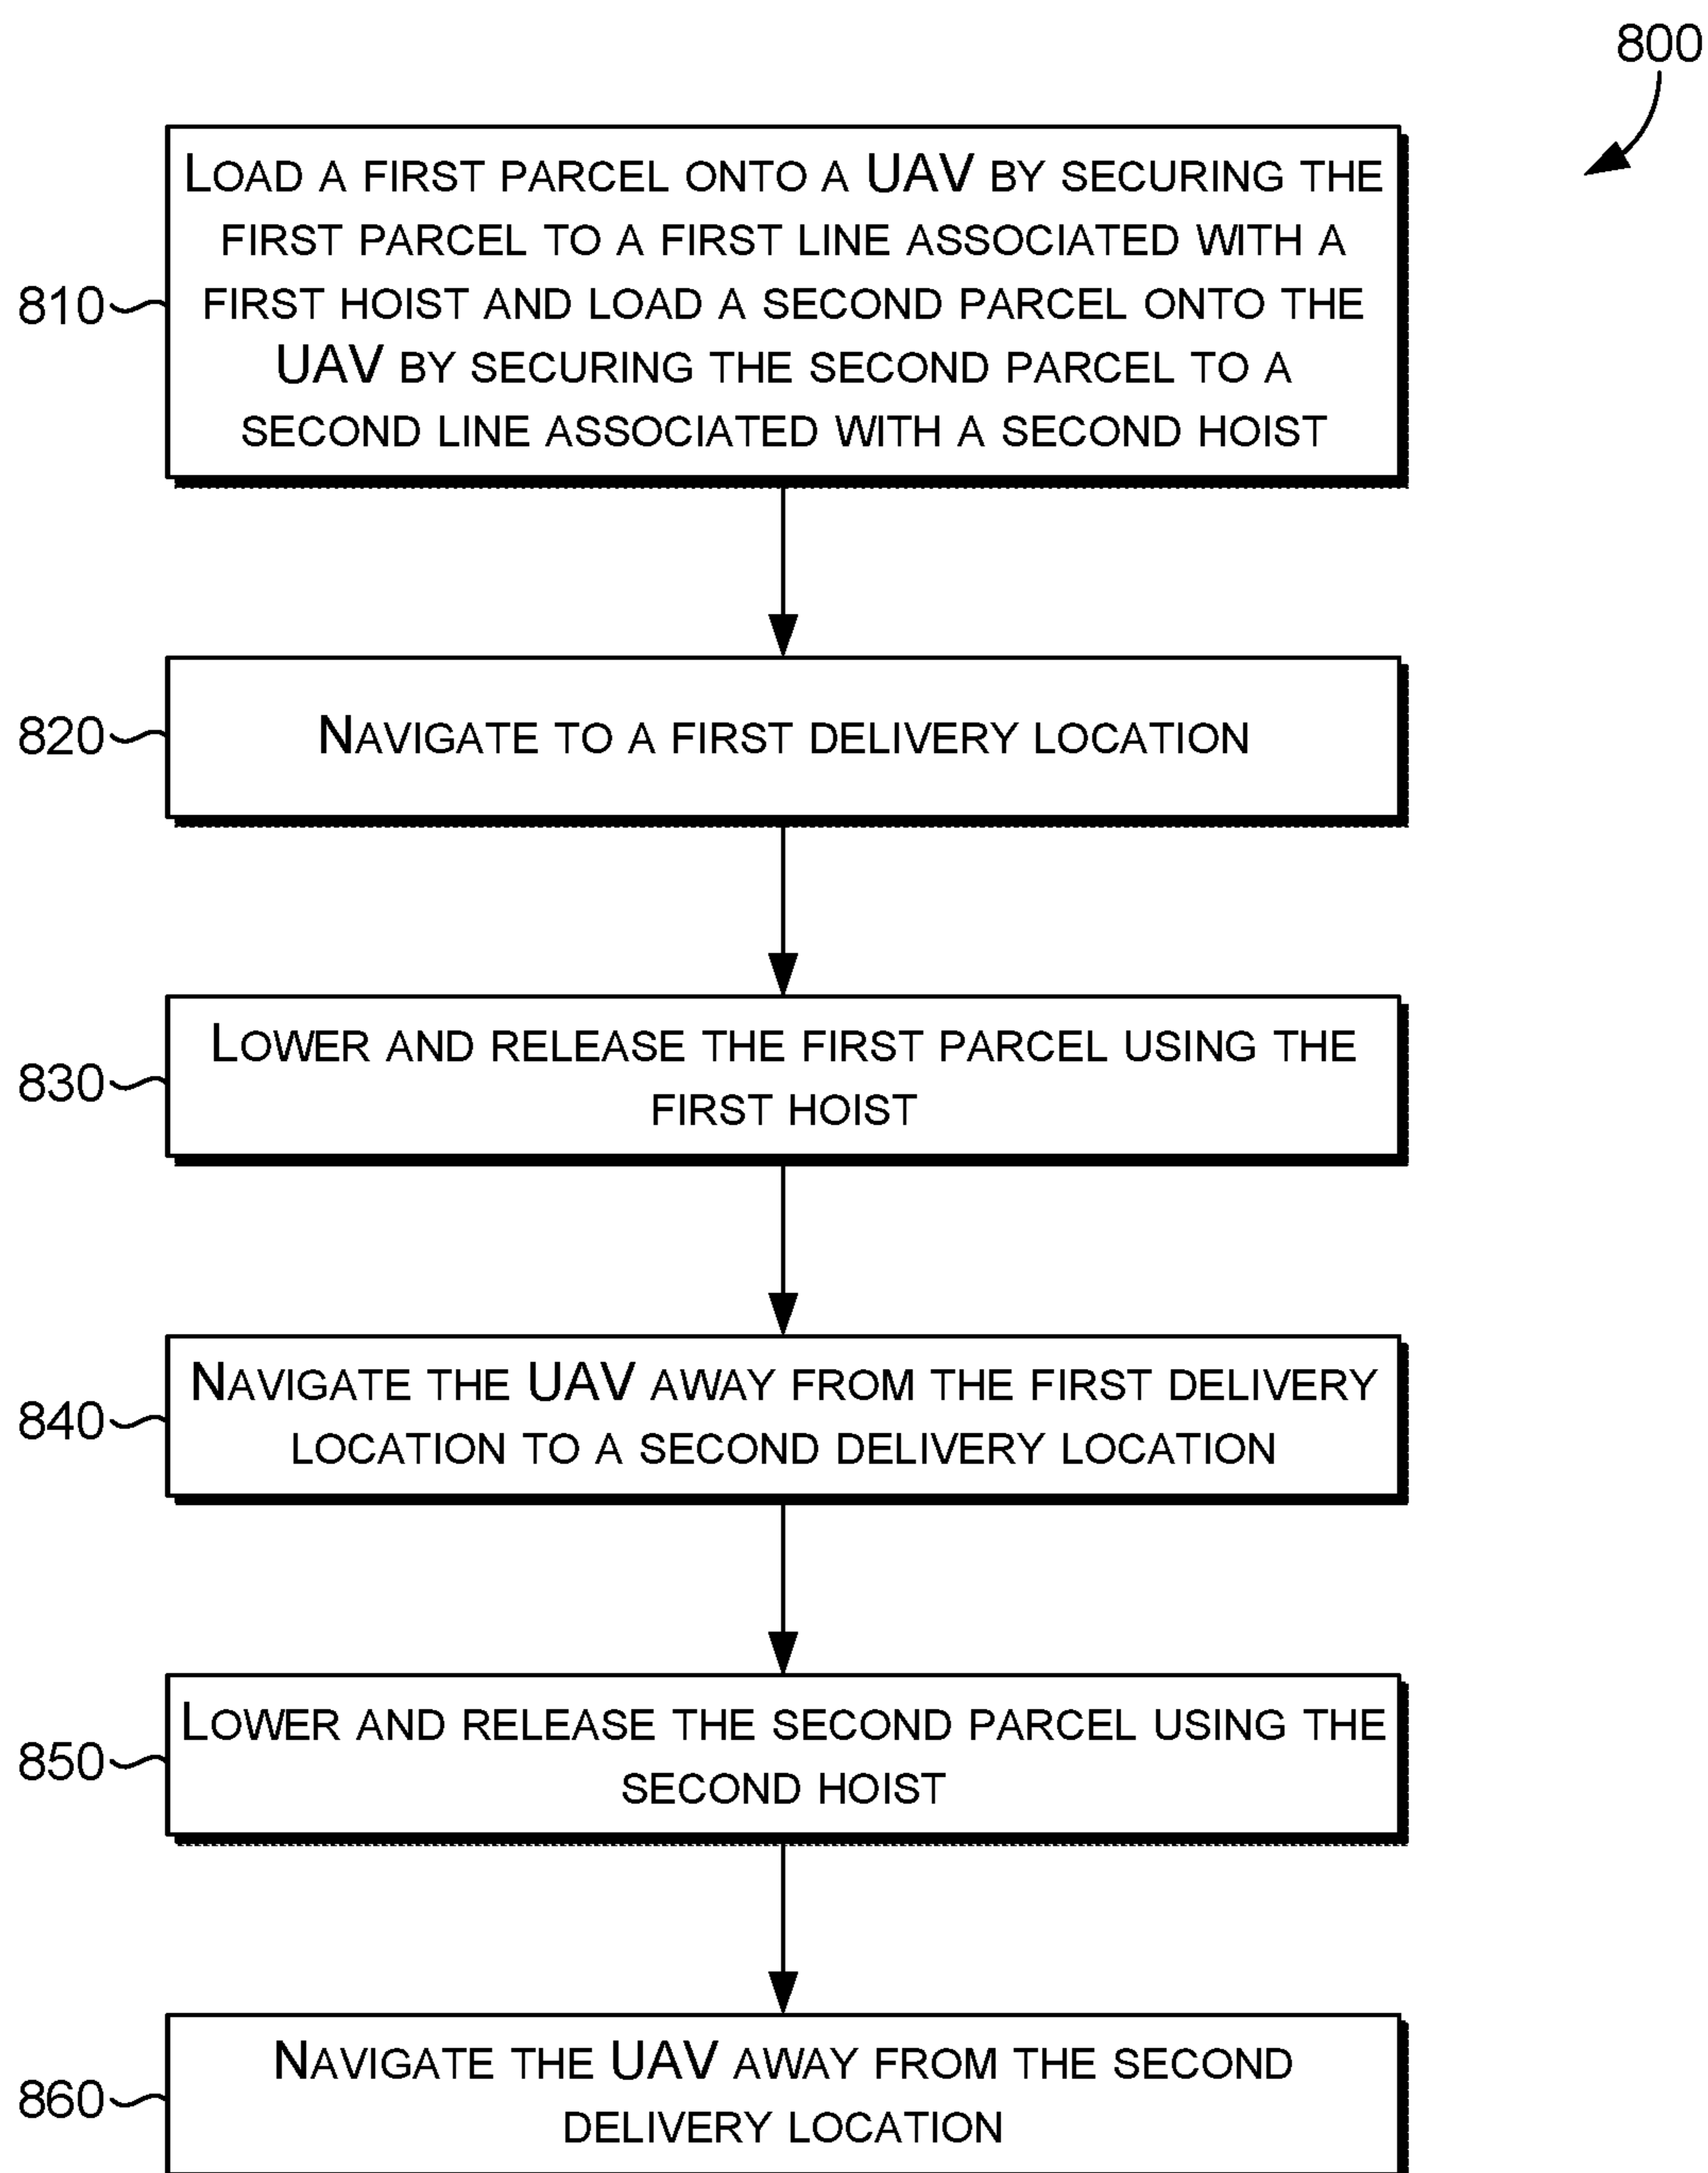 800
LOAD A FIRST PARCEL ONTO A UAV BY SECURING THE
FIRST PARCEL TO A FIRST LINE ASSOCIATED WITH A
810
FIRST HOIST AND LOAD A SECOND PARCEL ONTO THE
UAV BY SECURING THE SECOND PARCEL TO A
SECOND LINE ASSOCIATED WITH A SECOND HOIST
820
NAVIGATE TO A FIRST DELIVERY LOCATION
830
LOWER AND RELEASE THE FIRST PARCEL USING THE
FIRST HOIST
840
NAVIGATE THE UAV AWAY FROM THE FIRST DELIVERY
LOCATION TO A SECOND DELIVERY LOCATION
850
LOWER AND RELEASE THE SECOND PARCEL USING THE
SECOND HOIST
860
NAVIGATE THE UAV AWAY FROM THE SECOND
DELIVERY LOCATION